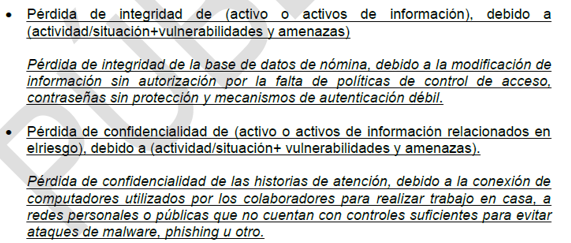 • Pérdida de integridad de (activo o activos de información), debido a
(actividad/situación+vulnerabilidades y amenazas)
Pérdida de integridad de la base de datos de nómina, debido a la modificación de
información sin autorización por la falta de políticas de control de acceso,
contraseñas sin protección y mecanismos de autenticación débil.
• Pérdida de confidencialidad de (activo o activos de información relacionados en
elriesgo), debido a (actividad/situación+ vulnerabilidades y amenazas).
Pérdida de confidencialidad de las historias de atención, debido a la conexión de
computadores utilizados por los colaboradores para realizar trabajo en casa, a
redes personales o públicas que no cuentan con controles suficientes para evitar
ataques de malware, phishing u otro.
PÚB